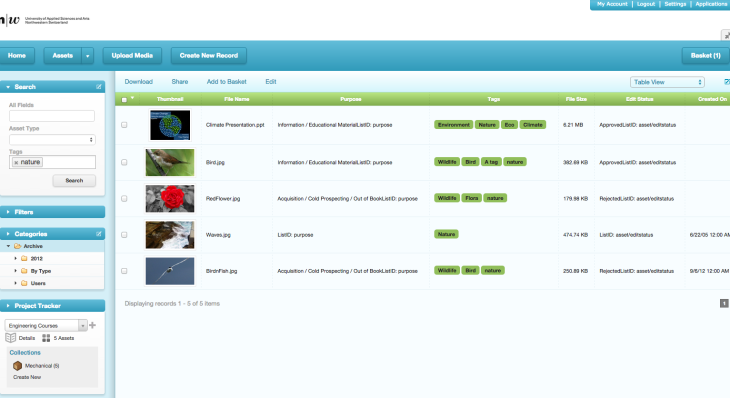 My Account | Logout | Settings | Applications
n|w University of Applied Sciences and Arts
Northwestern Switzerland
Home Assets Upload Media Create New Record Basket (1)
Search
All Fields
Asset Type
Tags
nature
Search
Filters
Categories
Archive
2012
By Type
Users
Project Tracker
Engineering Courses
Details 5 Assets
Collections
Mechanical (5)
Create New
Download Share Add to Basket Edit Table View
Thumbnail File Name Purpose Tags File Size Edit Status Created On
Climate Presentation.ppt Information / Educational MaterialListID: purpose Environment Nature Eco Climate 6.21 MB ApprovedListID: asset/editstatus
Bird.jpg Information / Educational MaterialListID: purpose Wildlife Bird A tag nature 382.69 KB ApprovedListID: asset/editstatus
RedFlower.jpg Acquisition / Cold Prospecting / Out of BookListID: purpose Wildlife Flora nature 179.98 KB RejectedListID: asset/editstatus
Waves.jpg ListID: purpose Nature 474.74 KB ListID: asset/editstatus 6/22/05 12:00 AM
BirdnFish.jpg Acquisition / Cold Prospecting / Out of BookListID: purpose Wildlife Bird nature 250.89 KB RejectedListID: asset/editstatus 9/6/12 12:00 AM
Displaying records 1 - 5 of 5 items 1